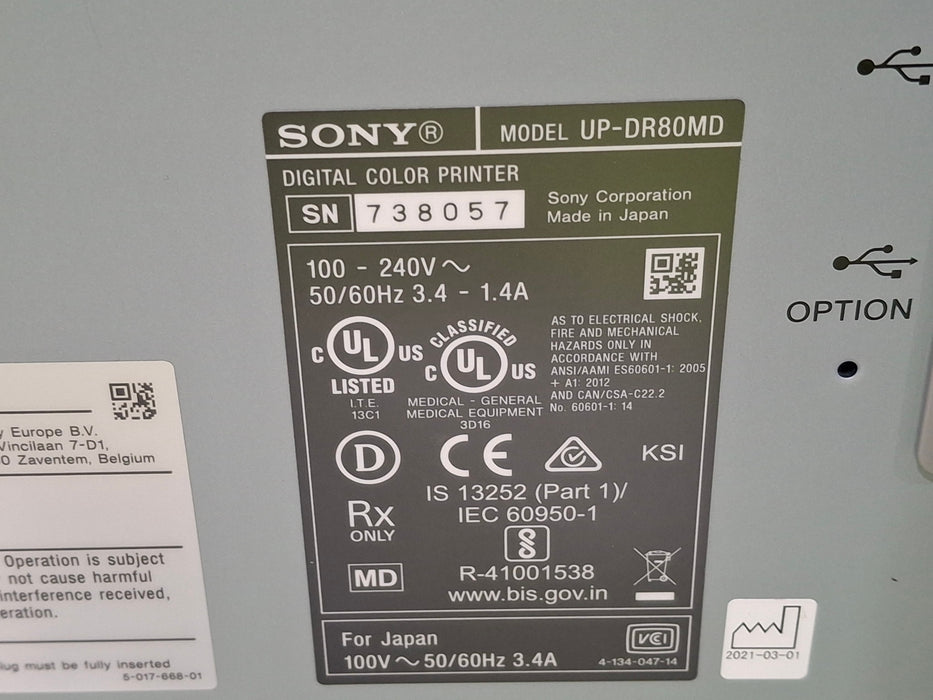 SONY®
MODEL UP-DR80MD
DIGITAL COLOR PRINTER
SN 738057
Sony Corporation
Made in Japan
100 - 240V ~
50/60Hz 3.4 - 1.4A
C UL US
LISTED
I.T.E.
13C1
CLASSIFIED
C UL US
MEDICAL - GENERAL
MEDICAL EQUIPMENT
3D16
AS TO ELECTRICAL SHOCK,
FIRE AND MECHANICAL
HAZARDS ONLY IN
ACCORDANCE WITH
ANSI/AAMI ES60601-1: 2005
+ A1: 2012
AND CAN/CSA-C22.2
No. 60601-1: 14
D
CE
KSI
IS 13252 (Part 1)/
IEC 60950-1
Rx
ONLY
MD
R-41001538
www.bis.gov.in
For Japan
100V ~ 50/60Hz 3.4A
VCI
4-134-047-14
OPTION
2021-03-01
y Europe B.V.
Vincilaan 7-D1,
0 Zaventem, Belgium
Operation is subject
not cause harmful
interference received,
eration.
lug must be fully inserted
5-017-668-01